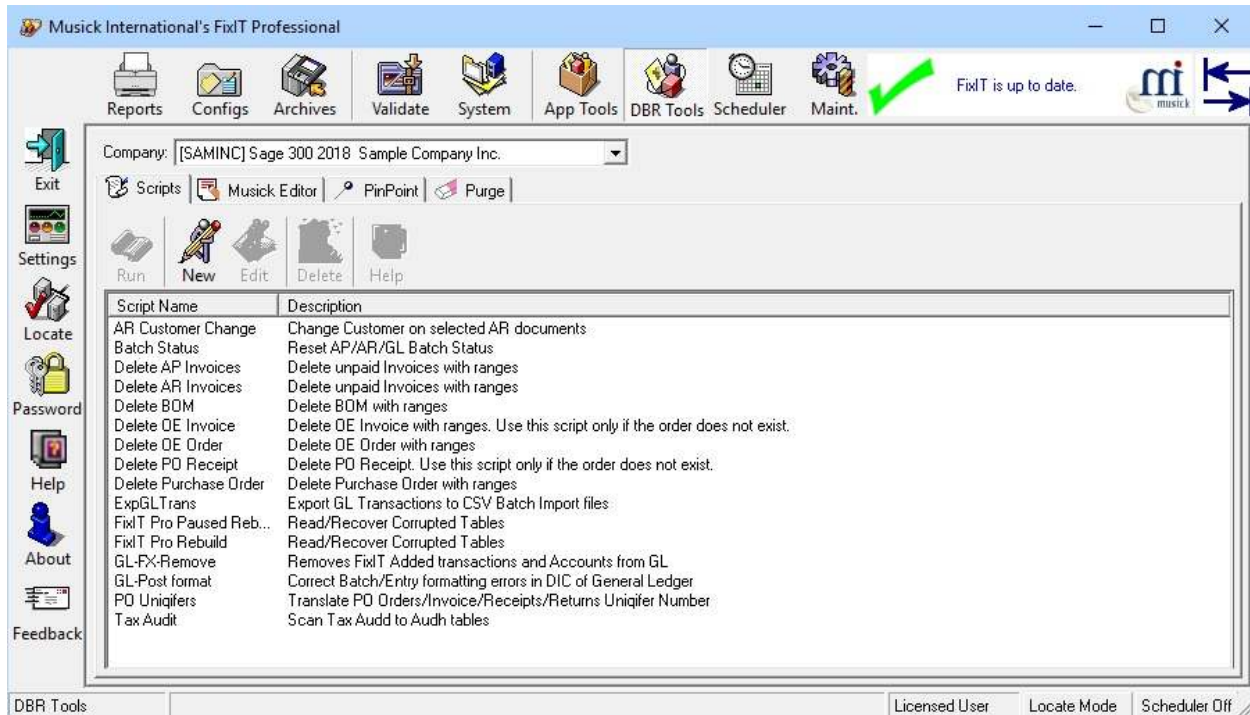 Musick International's FixIT Professional
Reports Configs Archives Validate System App Tools DBR Tools Scheduler Maint.
FixIT is up to date.
mi
musick
Exit
Settings
Locate
Password
Help
About
Feedback
Company: [SAMINC] Sage 300 2018 Sample Company Inc.
Scripts Musick Editor PinPoint Purge
Run New Edit Delete Help
Script Name Description
AR Customer Change Change Customer on selected AR documents
Batch Status Reset AP/AR/GL Batch Status
Delete AP Invoices Delete unpaid Invoices with ranges
Delete AR Invoices Delete unpaid Invoices with ranges
Delete BOM Delete BOM with ranges
Delete OE Invoice Delete OE Invoice with ranges. Use this script only if the order does not exist.
Delete OE Order Delete OE Order with ranges
Delete PO Receipt Delete PO Receipt. Use this script only if the order does not exist.
Delete Purchase Order Delete Purchase Order with ranges
ExpGLTrans Export GL Transactions to CSV Batch Import files
FixIT Pro Paused Reb... Read/Recover Corrupted Tables
FixIT Pro Rebuild Read/Recover Corrupted Tables
GL-FX-Remove Removes FixIT Added transactions and Accounts from GL
GL-Post format Correct Batch/Entry formatting errors in DIC of General Ledger
PO Uniqifers Translate PO Orders/Invoice/Receipts/Returns Uniqifer Number
Tax Audit Scan Tax Audd to Audh tables
DBR Tools Licensed User Locate Mode Scheduler Off